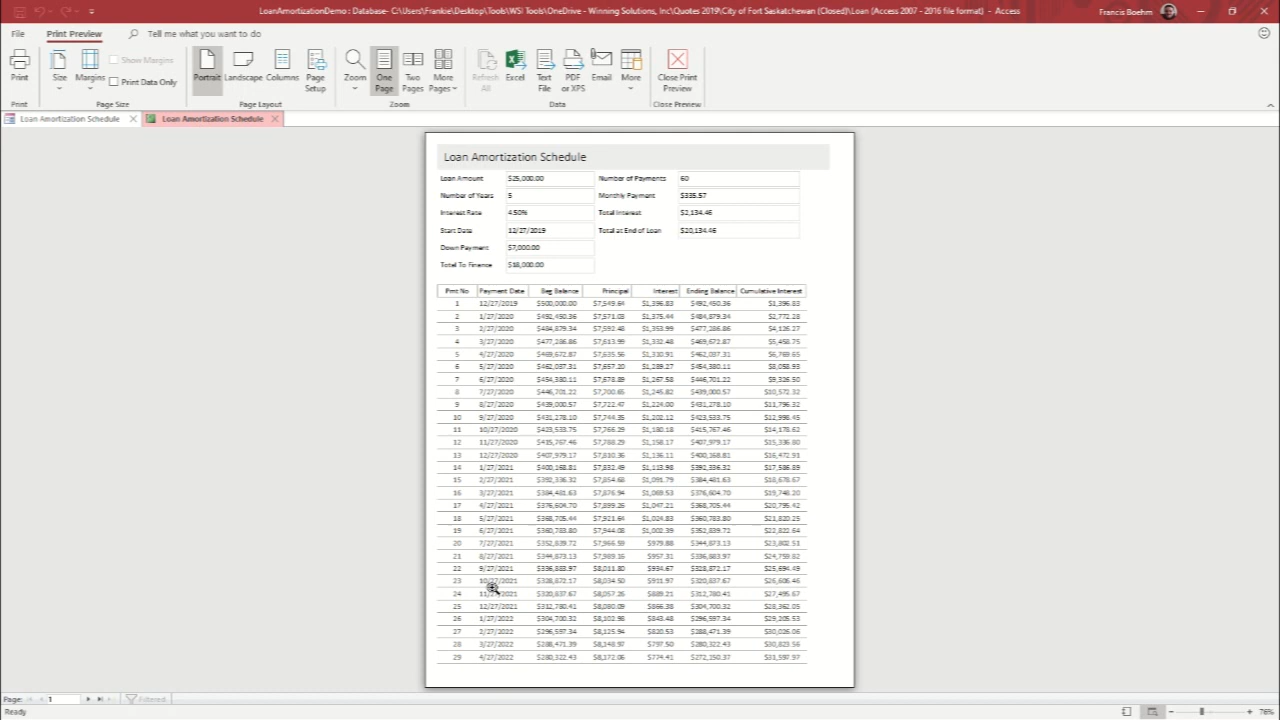 LoanAmortizationDemo : Database- C:\Users\Frankie\Desktop\Tools\WSI Tools\OneDrive - Winning Solutions, Inc\Quotes 2019\City of Fort Saskatchewan (Closed)\Loan (Access 2007 - 2016 file format) - Access
Francis Boehm
File Print Preview Tell me what you want to do
Print Size Margins Show Margins Print Data Only Portrait Landscape Columns Page Setup Zoom One Page Two Pages More Pages Refresh All Excel Text File PDF or XPS Email More Close Print Preview
Print Page Size Page Layout Zoom Data Close Preview
Loan Amortization Schedule Loan Amortization Schedule
Loan Amortization Schedule
Loan Amount $25,000.00 Number of Payments 60
Number of Years 5 Monthly Payment $335.57
Interest Rate 4.50% Total Interest $2,134.46
Start Date 12/27/2019 Total at End of Loan $20,134.46
Down Payment $7,000.00
Total To Finance $18,000.00
Pmt No Payment Date Beg Balance Principal Interest Ending Balance Cumulative Interest
1 12/27/2019 $500,000.00 $7,549.64 $1,396.83 $492,450.36 $1,396.83
2 1/27/2020 $492,450.36 $7,571.03 $1,375.44 $484,879.34 $2,772.28
3 2/27/2020 $484,879.34 $7,592.48 $1,353.99 $477,286.86 $4,126.27
4 3/27/2020 $477,286.86 $7,613.99 $1,332.48 $469,672.87 $5,458.75
5 4/27/2020 $469,672.87 $7,635.56 $1,310.91 $462,037.31 $6,769.65
6 5/27/2020 $462,037.31 $7,657.20 $1,289.27 $454,380.11 $8,058.93
7 6/27/2020 $454,380.11 $7,678.89 $1,267.58 $446,701.22 $9,326.50
8 7/27/2020 $446,701.22 $7,700.65 $1,245.82 $439,000.57 $10,572.32
9 8/27/2020 $439,000.57 $7,722.47 $1,224.00 $431,278.10 $11,796.32
10 9/27/2020 $431,278.10 $7,744.35 $1,202.12 $423,533.75 $12,998.45
11 10/27/2020 $423,533.75 $7,766.29 $1,180.18 $415,767.46 $14,178.62
12 11/27/2020 $415,767.46 $7,788.29 $1,158.17 $407,979.17 $15,336.80
13 12/27/2020 $407,979.17 $7,810.36 $1,136.11 $400,168.81 $16,472.91
14 1/27/2021 $400,168.81 $7,832.49 $1,113.98 $392,336.32 $17,586.89
15 2/27/2021 $392,336.32 $7,854.68 $1,091.79 $384,481.63 $18,678.67
16 3/27/2021 $384,481.63 $7,876.94 $1,069.53 $376,604.70 $19,748.20
17 4/27/2021 $376,604.70 $7,899.26 $1,047.21 $368,705.44 $20,795.42
18 5/27/2021 $368,705.44 $7,921.64 $1,024.83 $360,783.80 $21,820.25
19 6/27/2021 $360,783.80 $7,944.08 $1,002.39 $352,839.72 $22,822.64
20 7/27/2021 $352,839.72 $7,966.59 $979.88 $344,873.13 $23,802.51
21 8/27/2021 $344,873.13 $7,989.16 $957.31 $336,883.97 $24,759.82
22 9/27/2021 $336,883.97 $8,011.80 $934.67 $328,872.17 $25,694.49
23 10/27/2021 $328,872.17 $8,034.50 $911.97 $320,837.67 $26,606.46
24 11/27/2021 $320,837.67 $8,057.26 $889.21 $312,780.41 $27,495.67
25 12/27/2021 $312,780.41 $8,080.09 $866.38 $304,700.32 $28,362.05
26 1/27/2022 $304,700.32 $8,102.98 $843.48 $296,597.34 $29,205.53
27 2/27/2022 $296,597.34 $8,125.94 $820.53 $288,471.39 $30,026.06
28 3/27/2022 $288,471.39 $8,148.97 $797.50 $280,322.43 $30,823.56
29 4/27/2022 $280,322.43 $8,172.06 $774.41 $272,150.37 $31,597.97
Page: 1 Filtered
Ready 76%